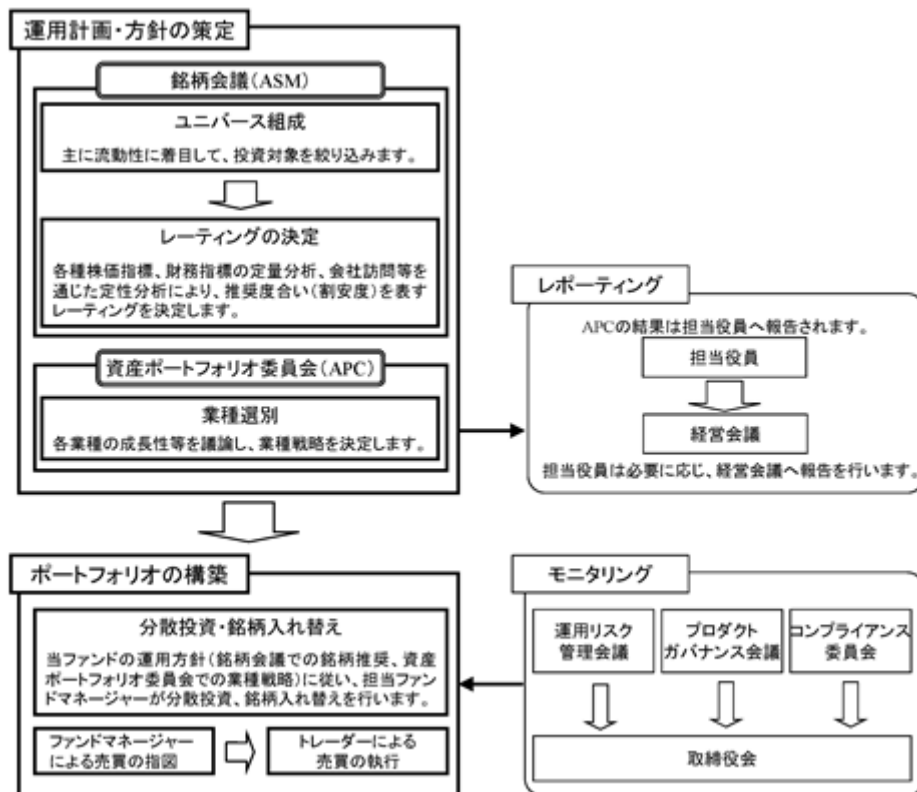 運用計画・方針の策定
銘柄会議(ASM)
ユニバース組成
主に流動性に着目して、投資対象を絞り込みます。
レーティングの決定
各種株価指標、財務指標の定量分析、会社訪問等を
通じた定性分析により、推奨度合い(割安度)を表す
レーティングを決定します。
資産ポートフォリオ委員会(APC)
業種選別
各業種の成長性等を議論し、業種戦略を決定します。
レポーティング
APCの結果は担当役員へ報告されます。
担当役員
経営会議
担当役員は必要に応じ、経営会議へ報告を行います。
ポートフォリオの構築
分散投資・銘柄入れ替え
当ファンドの運用方針(銘柄会議での銘柄推奨、資産
ポートフォリオ委員会での業種戦略)に従い、担当ファン
ドマネージャーが分散投資、銘柄入れ替えを行います。
ファンドマネージャー
による売買の指図
トレーダーによる
売買の執行
モニタリング
運用リスク
管理会議
プロダクト
ガバナンス会議
コンプライアンス
委員会
取締役会